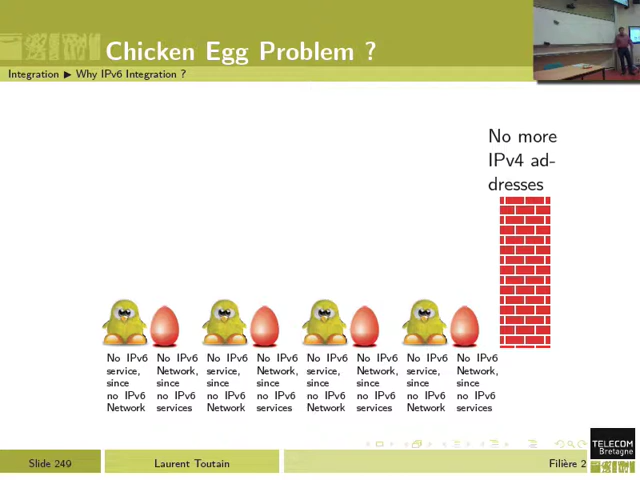 Chicken Egg Problem ?
Integration ▶ Why IPv6 Integration ?
No more
IPv4 ad-
dresses
No IPv6 No IPv6 No IPv6 No IPv6 No IPv6 No IPv6 No IPv6 No IPv6
service, Network, service, Network, service, Network, service, Network,
since since since since since since since since
no IPv6 no IPv6 no IPv6 no IPv6 no IPv6 no IPv6 no IPv6 no IPv6
Network services Network services Network services Network services
TELECOM
Bretagne
Slide 249 Laurent Toutain Filière 2